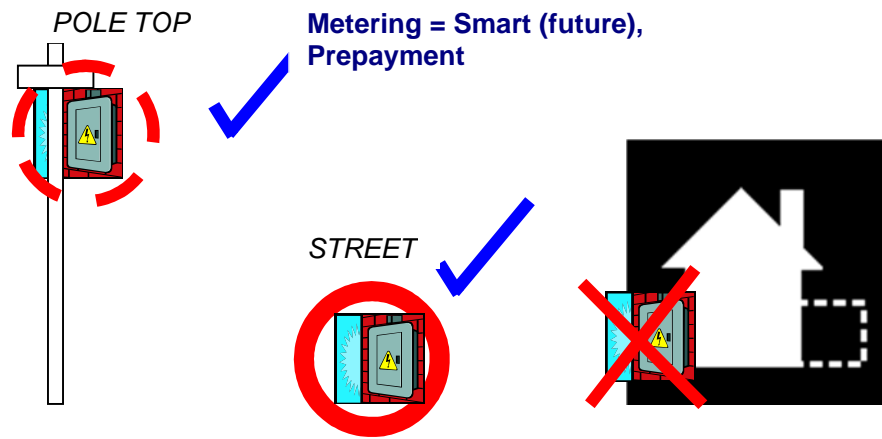 POLE TOP
Metering = Smart (future),
Prepayment
STREET